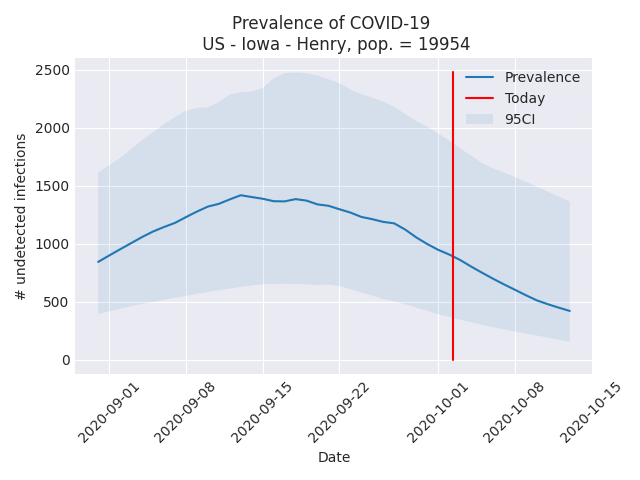 Prevalence of COVID-19
US - Iowa - Henry, pop. = 19954
# undetected infections
2500
2000
1500
1000
500
0
Prevalence
Today
95CI
2020-09-01
2020-09-08
2020-09-15
2020-09-22
2020-10-01
2020-10-08
2020-10-15
Date